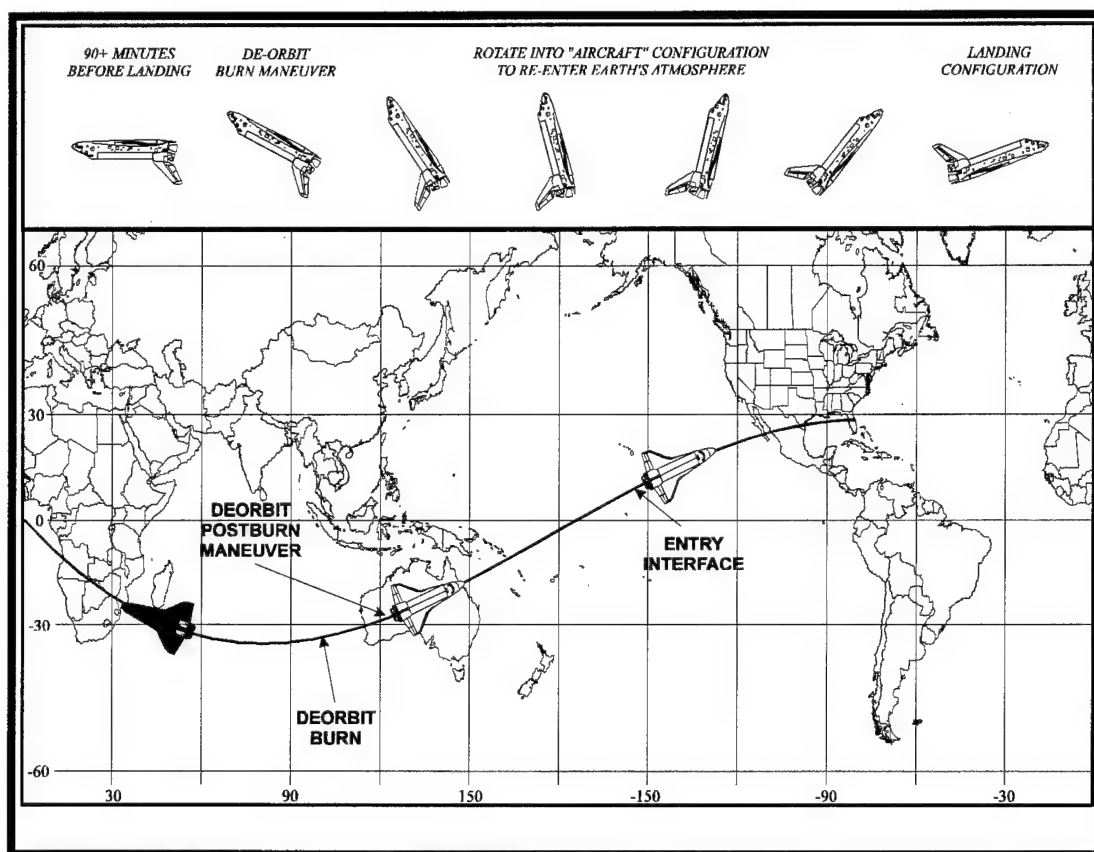 90+ MINUTES
BEFORE LANDING
DE-ORBIT
BURN MANEUVER
ROTATE INTO "AIRCRAFT" CONFIGURATION
TO RE-ENTER EARTH'S ATMOSPHERE
LANDING
CONFIGURATION
60
30
0
-30
-60
DEORBIT
POSTBURN
MANEUVER
ENTRY
INTERFACE
DEORBIT
BURN
30
90
150
-150
-90
-30